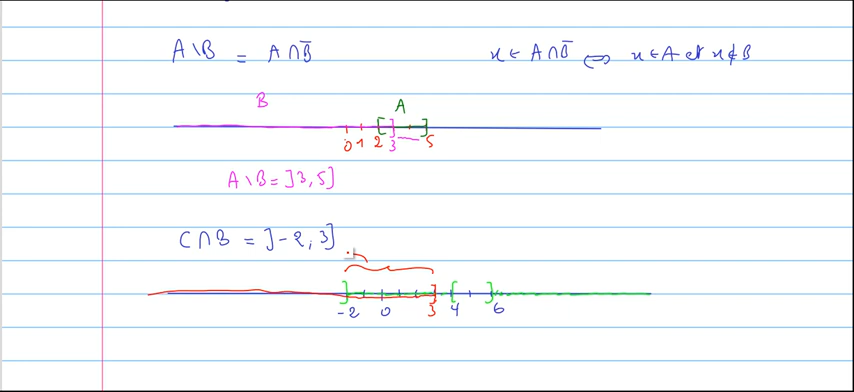 A\B = A∩B̅ x ∈ A∩B̅ ⇔ x ∈ A et x ∉ B
B A
0 1 [ 2 ] 3 ] 5
A\B = ]3, 5]
C∩B = ]-2, 3]
] -2 0 ] 3 [ 4 ] 6